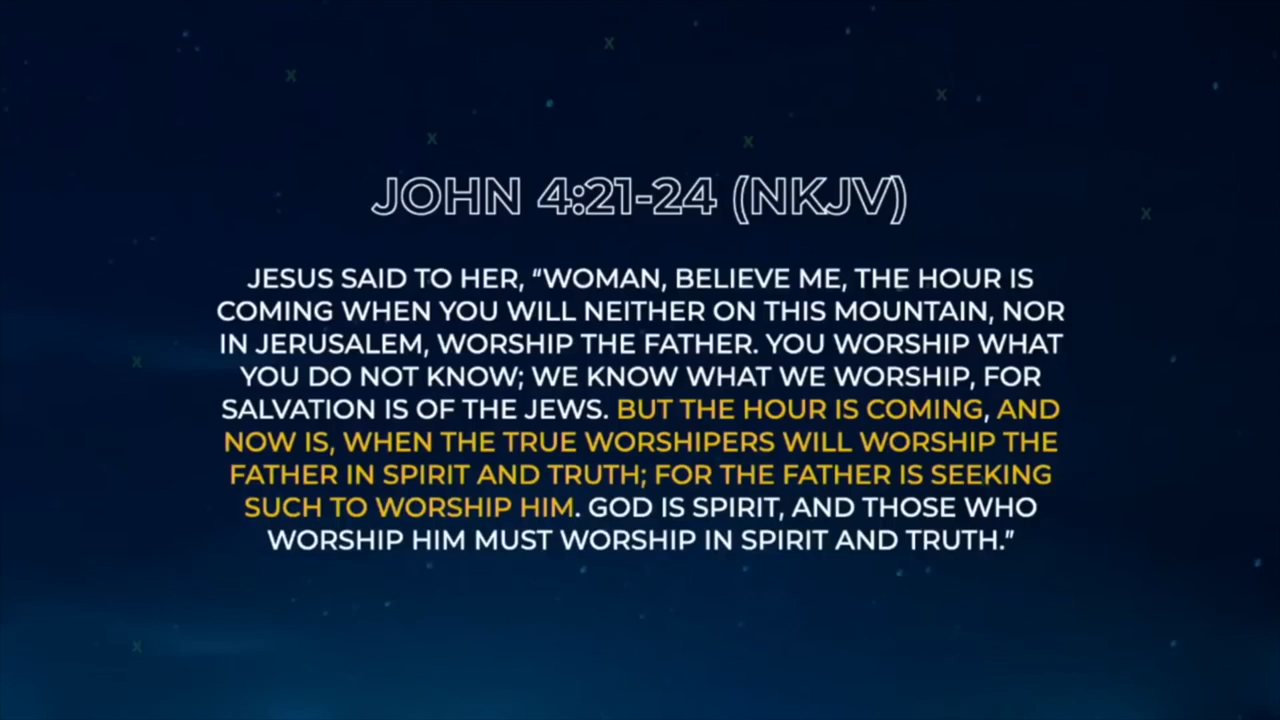 JOHN 4:21-24 (NKJV)
JESUS SAID TO HER, “WOMAN, BELIEVE ME, THE HOUR IS
COMING WHEN YOU WILL NEITHER ON THIS MOUNTAIN, NOR
IN JERUSALEM, WORSHIP THE FATHER. YOU WORSHIP WHAT
YOU DO NOT KNOW; WE KNOW WHAT WE WORSHIP, FOR
SALVATION IS OF THE JEWS. BUT THE HOUR IS COMING, AND
NOW IS, WHEN THE TRUE WORSHIPERS WILL WORSHIP THE
FATHER IN SPIRIT AND TRUTH; FOR THE FATHER IS SEEKING
SUCH TO WORSHIP HIM. GOD IS SPIRIT, AND THOSE WHO
WORSHIP HIM MUST WORSHIP IN SPIRIT AND TRUTH.”